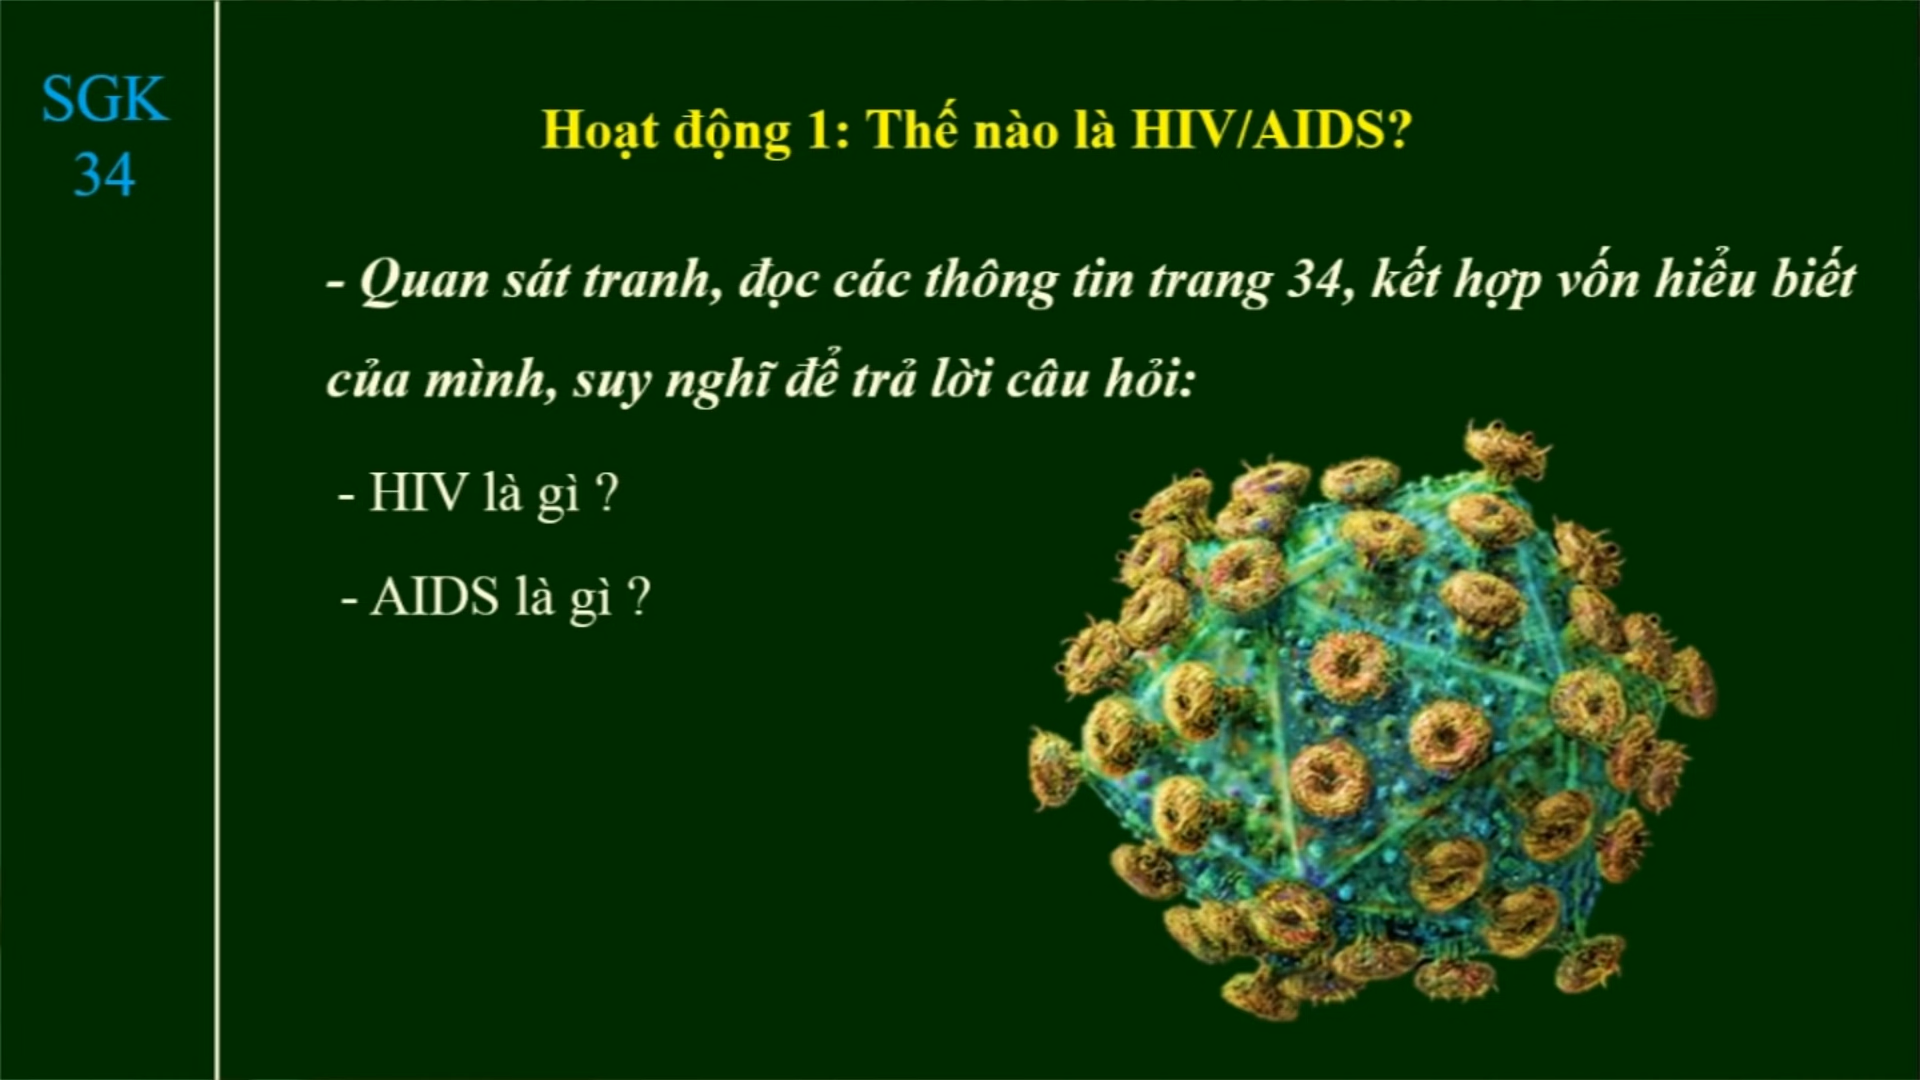 SGK
34
Hoạt động 1: Thế nào là HIV/AIDS?
- Quan sát tranh, đọc các thông tin trang 34, kết hợp vốn hiểu biết
của mình, suy nghĩ để trả lời câu hỏi:
- HIV là gì ?
- AIDS là gì ?